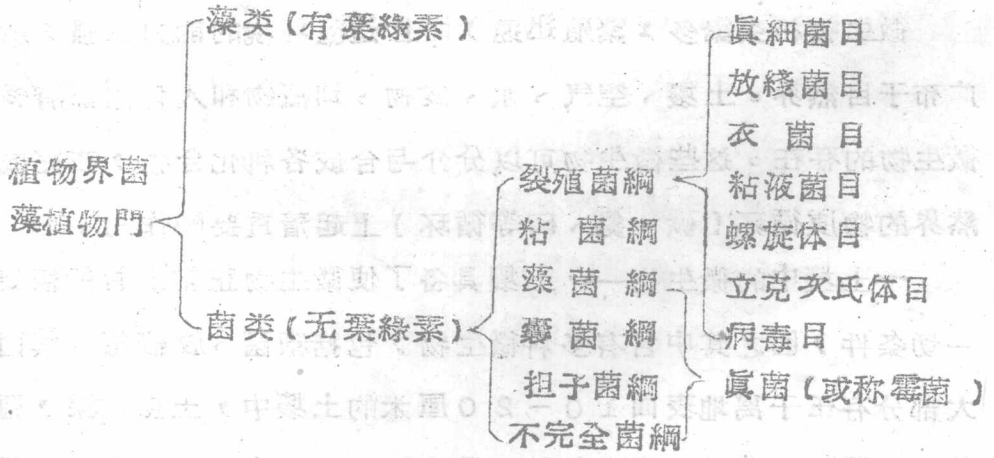 植物界菌
藻植物門
藻类(有葉綠素)
菌类(无葉綠素)
裂殖菌綱
粘菌綱
藻菌綱
囊菌綱
担子菌綱
不完全菌綱
眞細菌目
放綫菌目
衣菌目
粘液菌目
螺旋体目
立克次氏体目
病毒目
眞菌(或称霉菌)